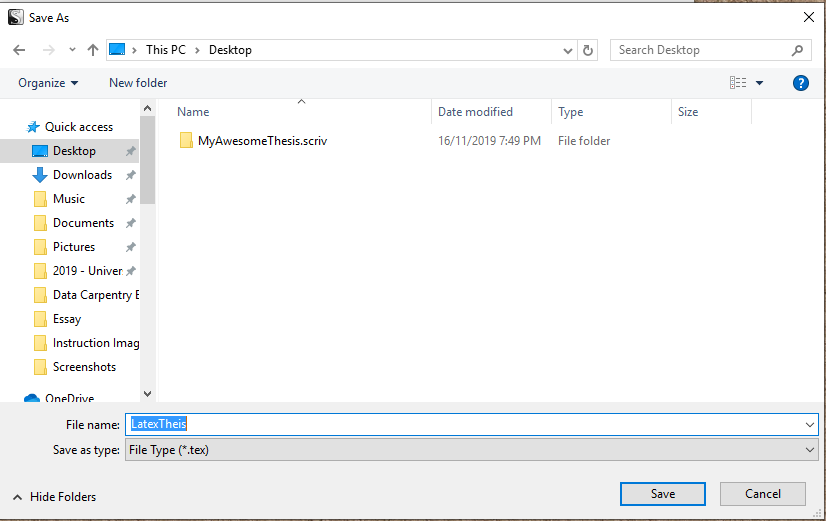 Save As
This PC
Desktop
Search Desktop
Organize
New folder
Name
Date modified
Type
Size
MyAwesomeThesis.scriv
16/11/2019 7:49 PM
File folder
Quick access
Desktop
Downloads
Music
Documents
Pictures
2019 - Univer
Data Carpentry E
Essay
Instruction Imag
Screenshots
OneDrive
File name:
LatexTheis
Save as type:
File Type (*.tex)
Hide Folders
Save
Cancel